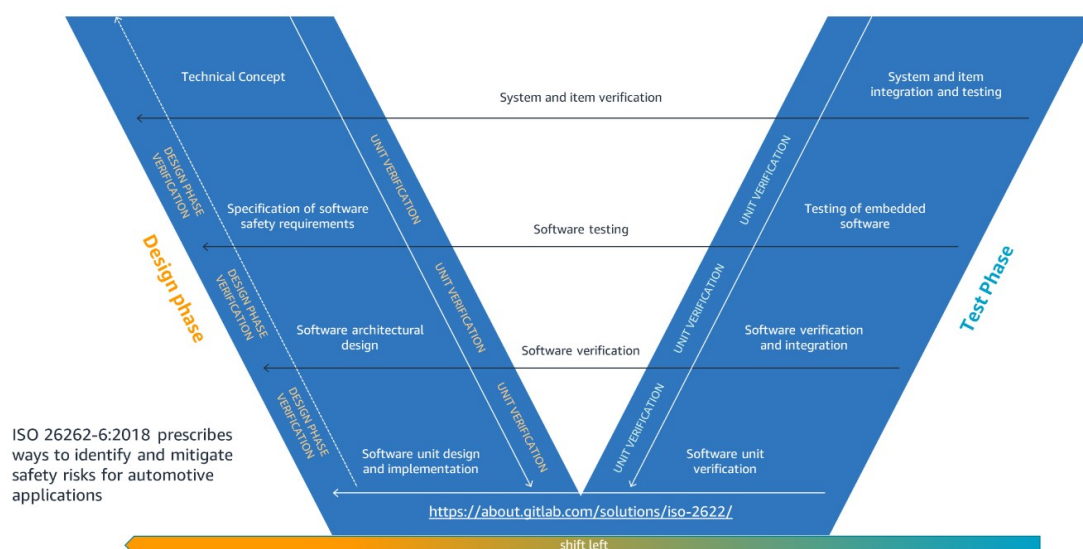 Technical Concept
System and item
integration and testing
System and item verification
DESIGN PHASE
VERIFICATION
UNIT VERIFICATION
UNIT VERIFICATION
Specification of software
safety requirements
Software testing
Testing of embedded
software
Design phase
Test Phase
DESIGN PHASE
VERIFICATION
UNIT VERIFICATION
UNIT VERIFICATION
Software architectural
design
Software verification
Software verification
and integration
DESIGN PHASE
VERIFICATION
UNIT VERIFICATION
UNIT VERIFICATION
ISO 26262-6:2018 prescribes
ways to identify and mitigate
safety risks for automotive
applications
Software unit design
and implementation
Software unit
verification
https://about.gitlab.com/solutions/iso-2622/
shift left